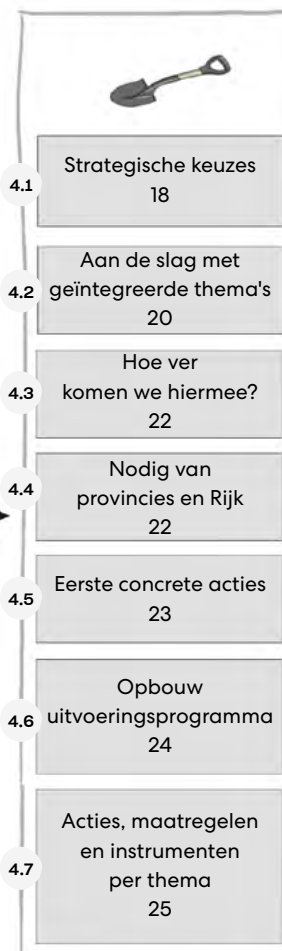 4.1
Strategische keuzes
18
4.2
Aan de slag met
geïntegreerde thema's
20
4.3
Hoe ver
komen we hiermee?
22
4.4
Nodig van
provincies en Rijk
22
4.5
Eerste concrete acties
23
4.6
Opbouw
uitvoeringsprogramma
24
4.7
Acties, maatregelen
en instrumenten
per thema
25